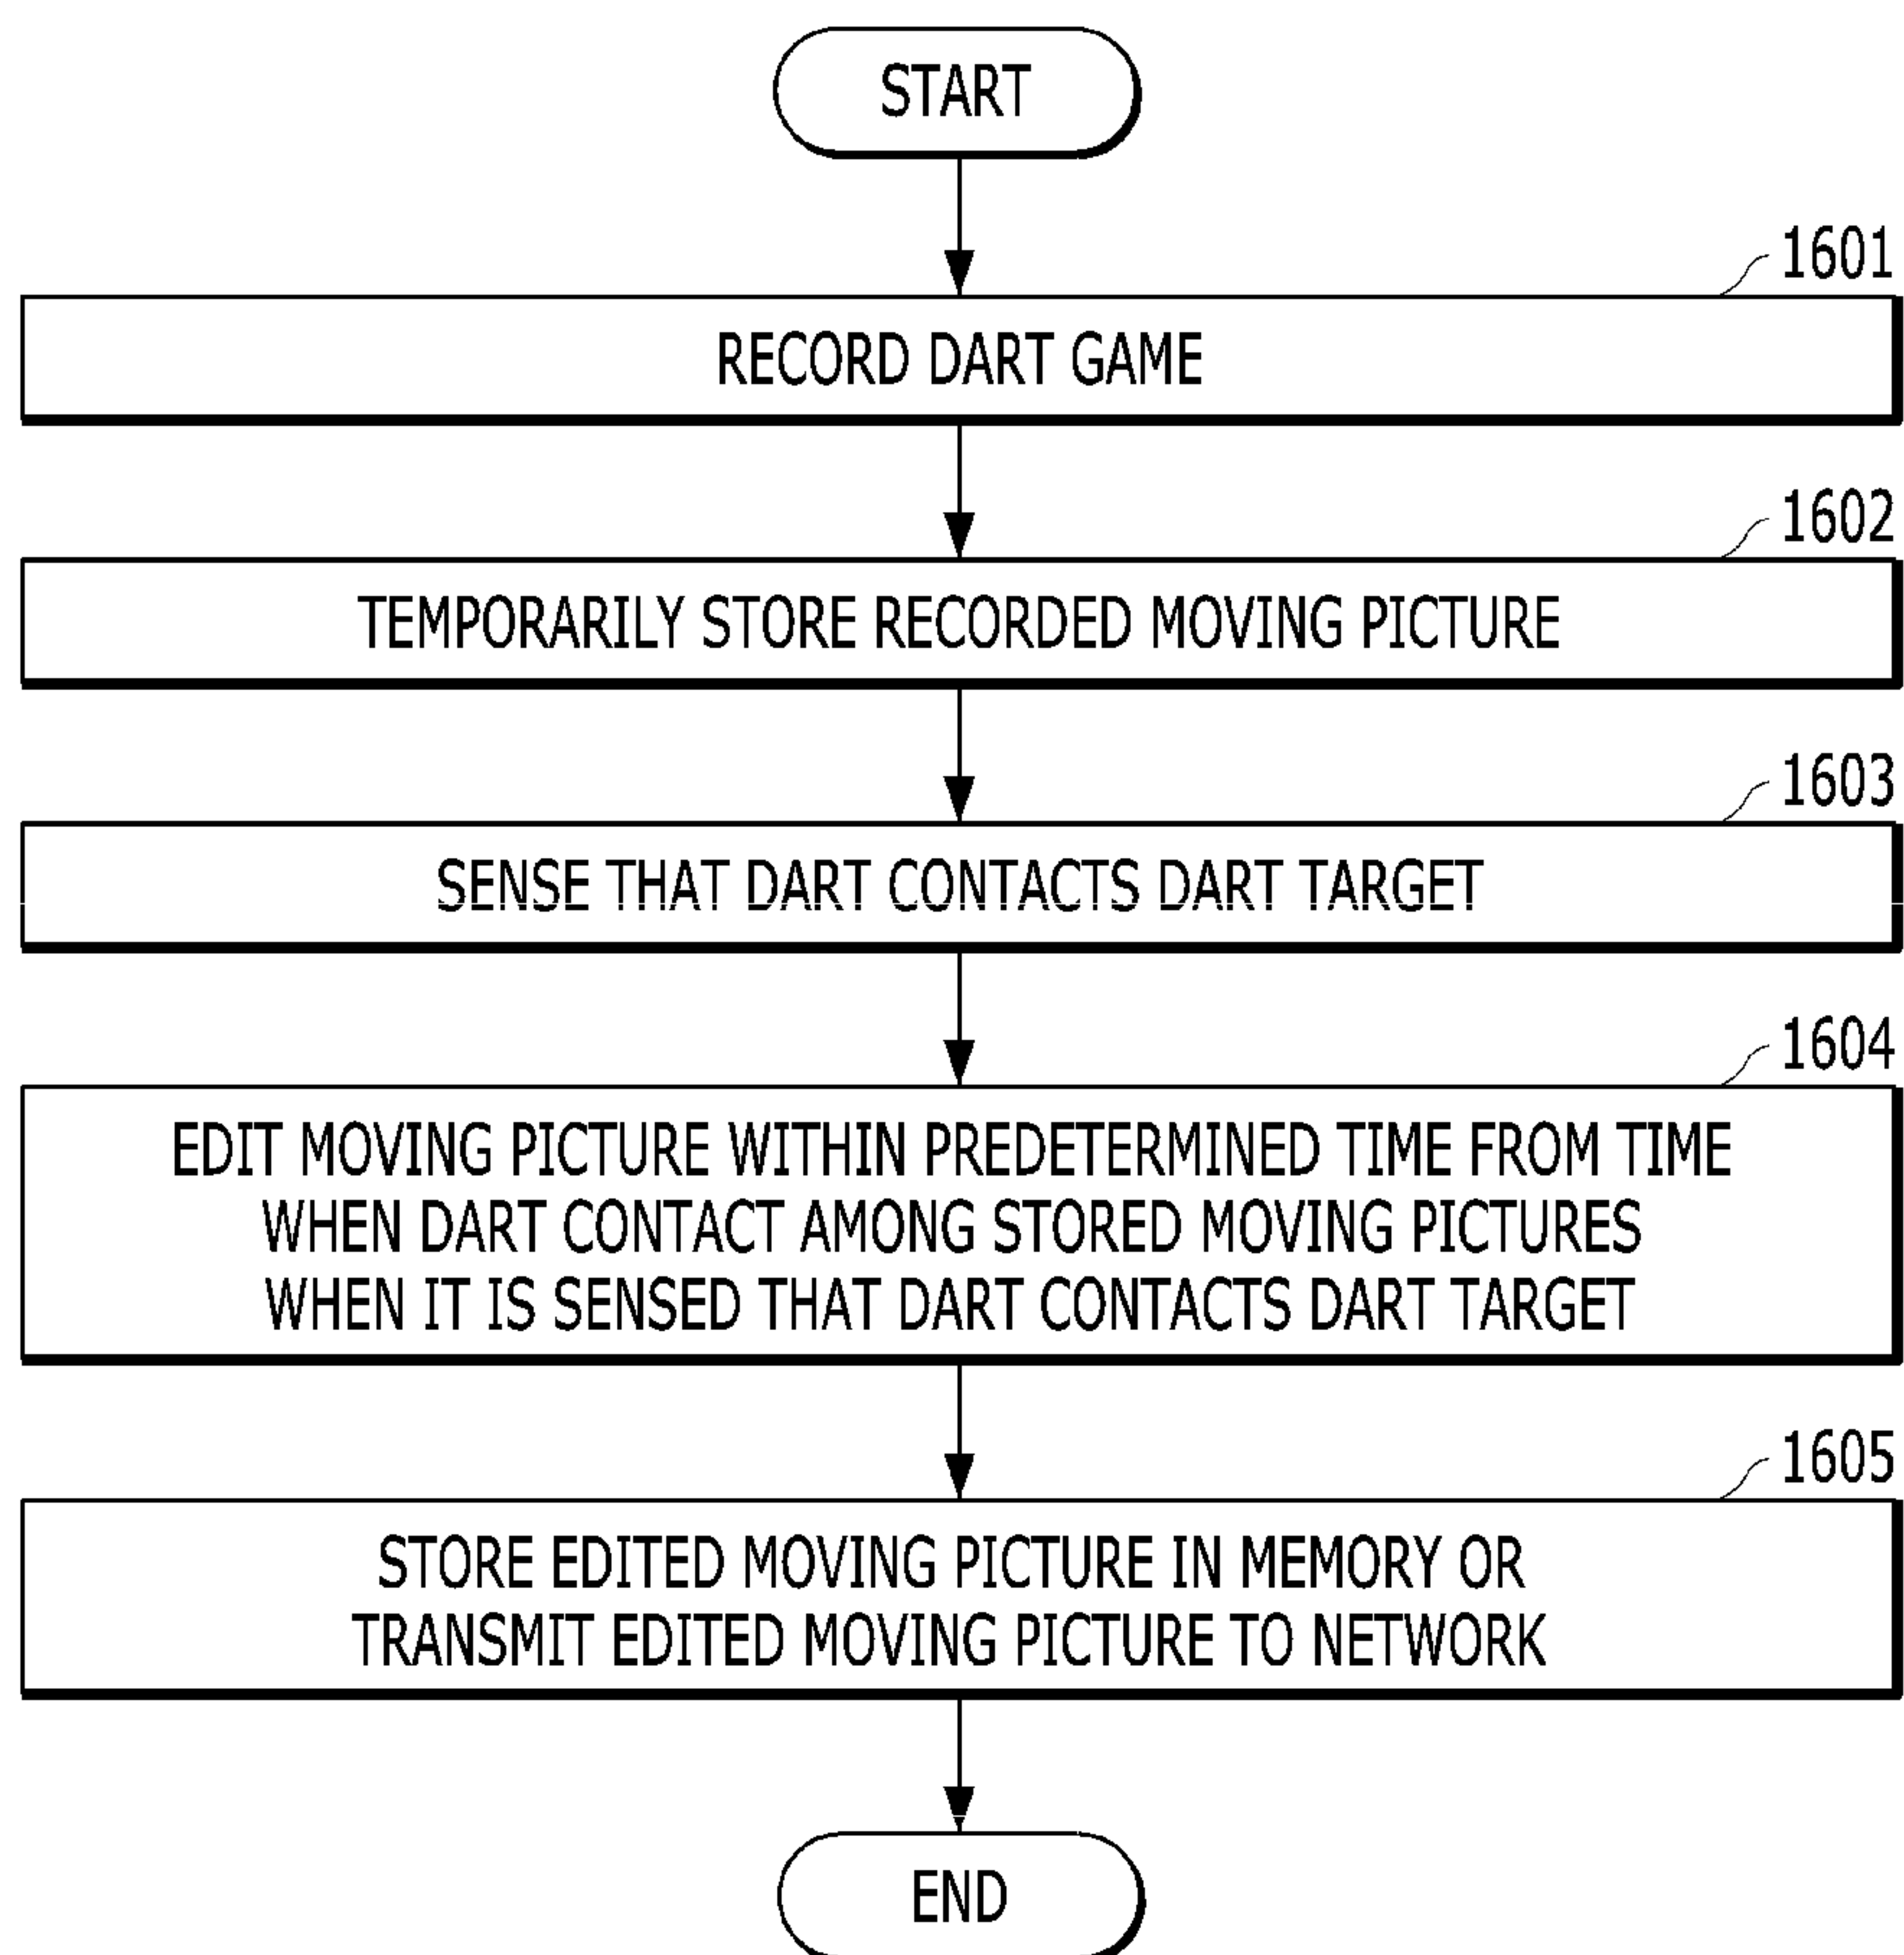 START
1601
RECORD DART GAME
1602
TEMPORARILY STORE RECORDED MOVING PICTURE
1603
SENSE THAT DART CONTACTS DART TARGET
1604
EDIT MOVING PICTURE WITHIN PREDETERMINED TIME FROM TIME
WHEN DART CONTACT AMONG STORED MOVING PICTURES
WHEN IT IS SENSED THAT DART CONTACTS DART TARGET
1605
STORE EDITED MOVING PICTURE IN MEMORY OR
TRANSMIT EDITED MOVING PICTURE TO NETWORK
END